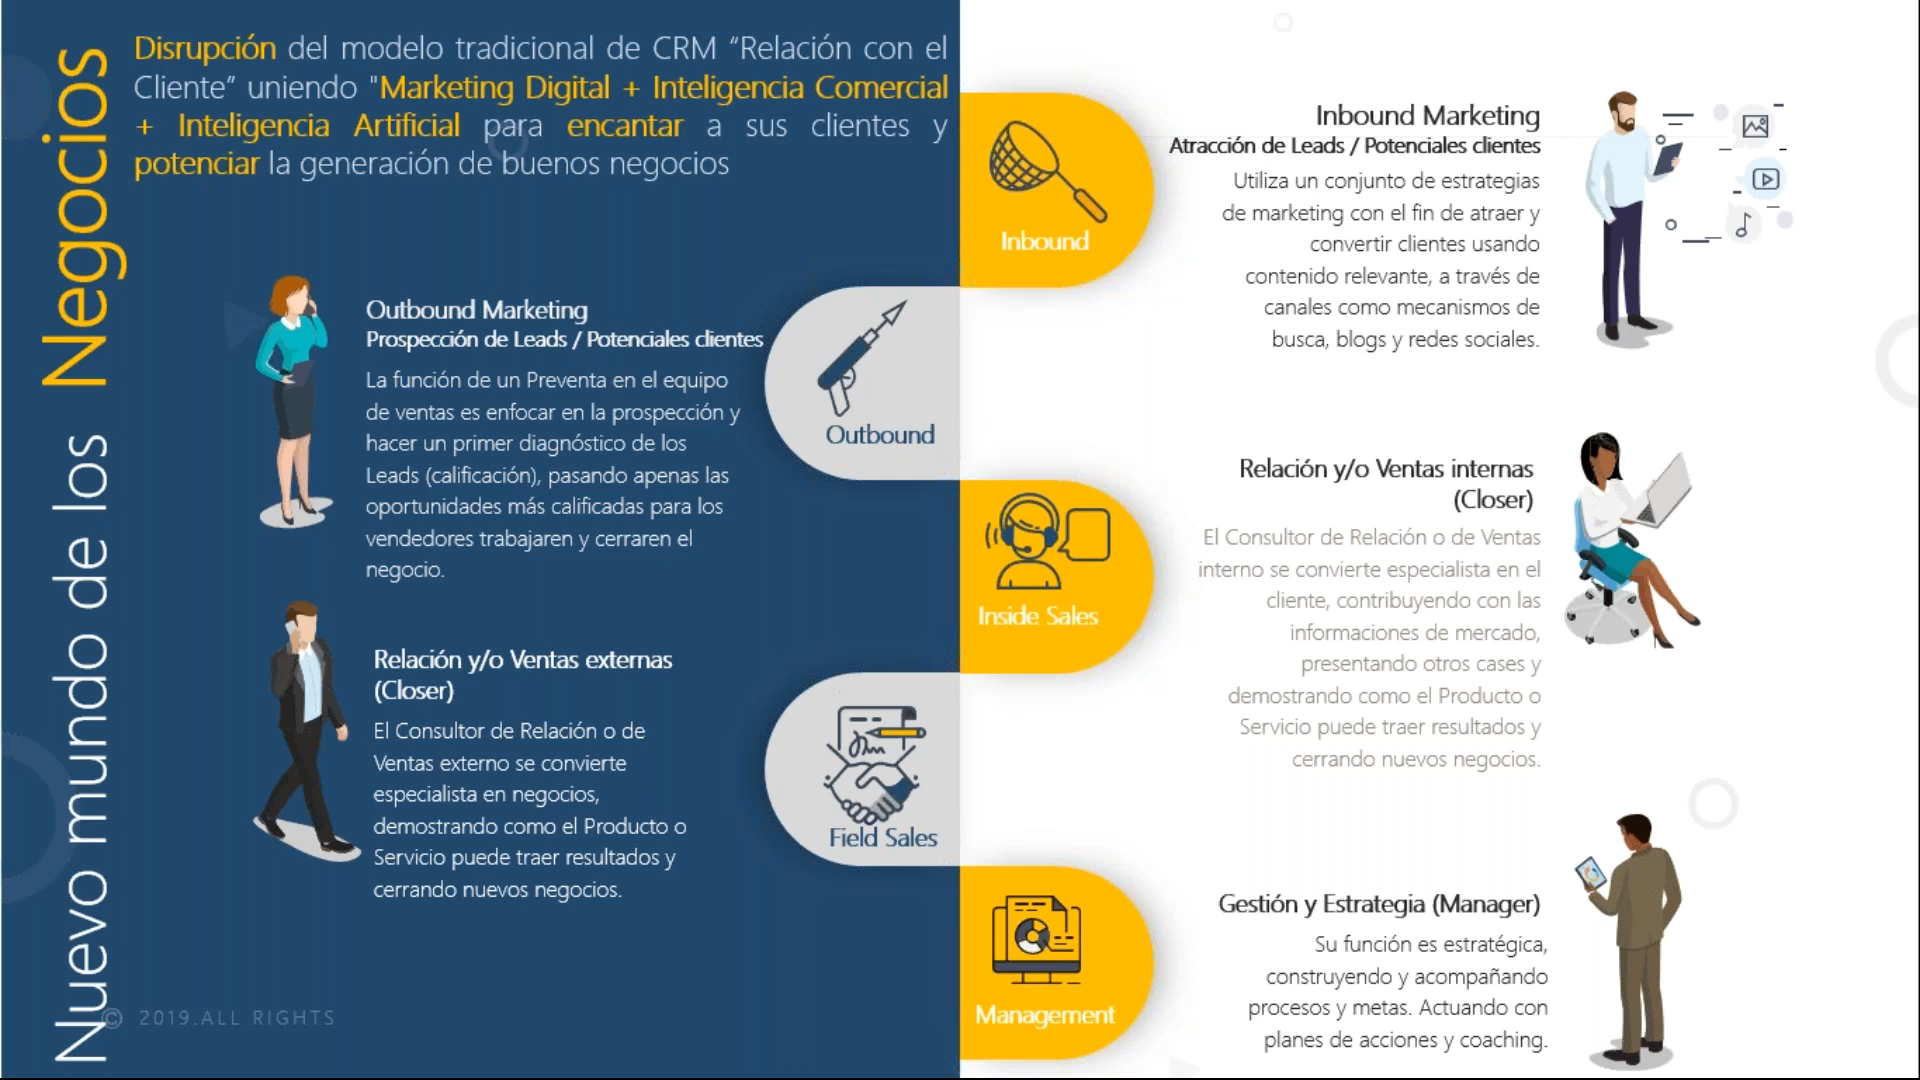 Nuevo mundo de los Negocios
Disrupción del modelo tradicional de CRM “Relación con el
Cliente” uniendo "Marketing Digital + Inteligencia Comercial
+ Inteligencia Artificial para encantar a sus clientes y
potenciar la generación de buenos negocios
Inbound
Inbound Marketing
Atracción de Leads / Potenciales clientes
Utiliza un conjunto de estrategias
de marketing con el fin de atraer y
convertir clientes usando
contenido relevante, a través de
canales como mecanismos de
busca, blogs y redes sociales.
Outbound Marketing
Prospección de Leads / Potenciales clientes
La función de un Preventa en el equipo
de ventas es enfocar en la prospección y
hacer un primer diagnóstico de los
Leads (calificación), pasando apenas las
oportunidades más calificadas para los
vendedores trabajaren y cerraren el
negocio.
Outbound
Inside Sales
Relación y/o Ventas internas
(Closer)
El Consultor de Relación o de Ventas
interno se convierte especialista en el
cliente, contribuyendo con las
informaciones de mercado,
presentando otros cases y
demostrando como el Producto o
Servicio puede traer resultados y
cerrando nuevos negocios.
Relación y/o Ventas externas
(Closer)
El Consultor de Relación o de
Ventas externo se convierte
especialista en negocios,
demostrando como el Producto o
Servicio puede traer resultados y
cerrando nuevos negocios.
Field Sales
Management
Gestión y Estrategia (Manager)
Su función es estratégica,
construyendo y acompañando
procesos y metas. Actuando con
planes de acciones y coaching.
© 2019.ALL RIGHTS